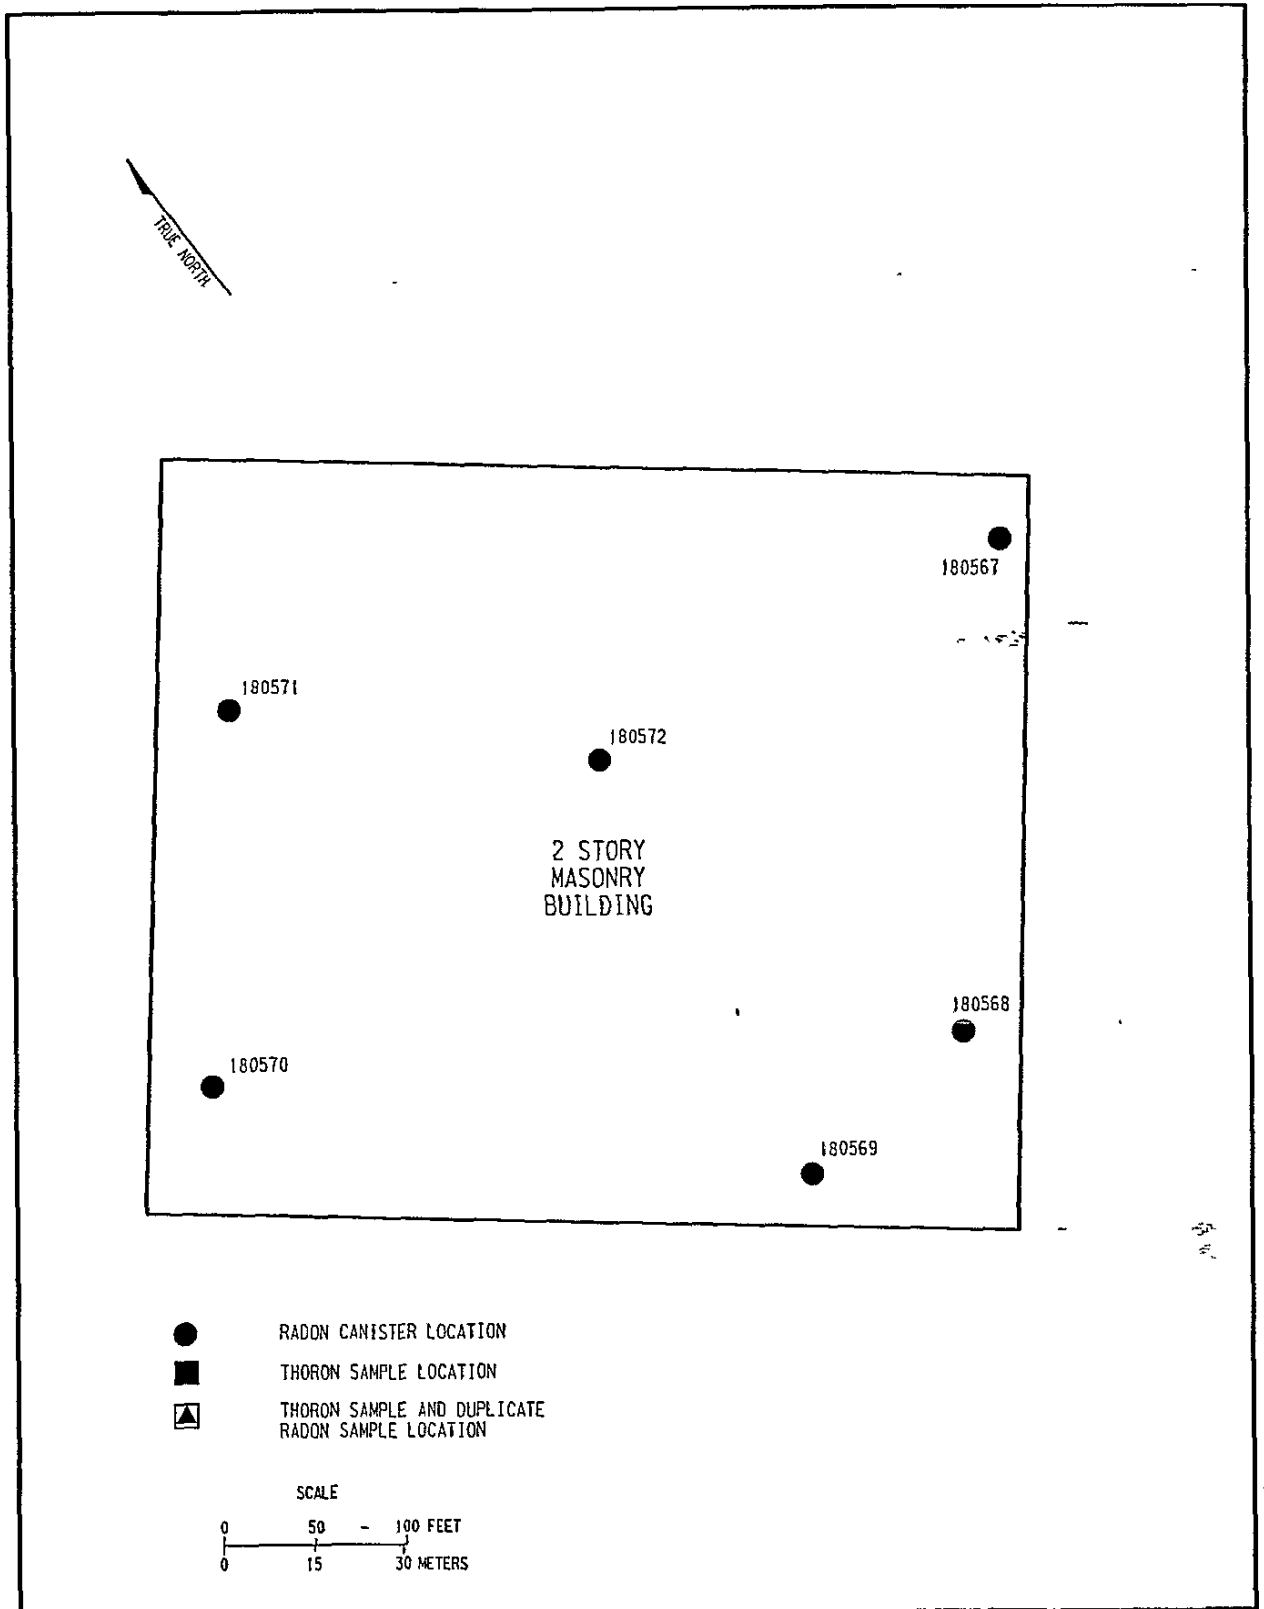 TRUE NORTH
180567
180571
180572
2 STORY
MASONRY
BUILDING
180568
180570
180569
RADON CANISTER LOCATION
THORON SAMPLE LOCATION
THORON SAMPLE AND DUPLICATE
RADON SAMPLE LOCATION
SCALE
0 50 - 100 FEET
0 15 30 METERS